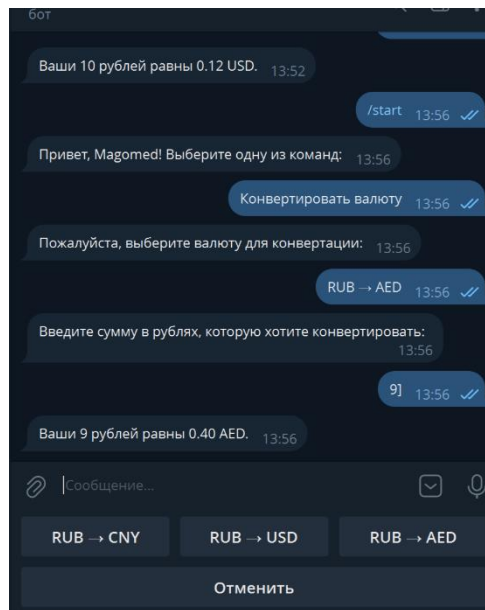 бот
Ваши 10 рублей равны 0.12 USD. 13:52
/start 13:56
Привет, Magomed! Выберите одну из команд: 13:56
Конвертировать валюту 13:56
Пожалуйста, выберите валюту для конвертации: 13:56
RUB → AED 13:56
Введите сумму в рублях, которую хотите конвертировать:
13:56
9] 13:56
Ваши 9 рублей равны 0.40 AED. 13:56
Сообщение...
RUB → CNY RUB → USD RUB → AED
Отменить